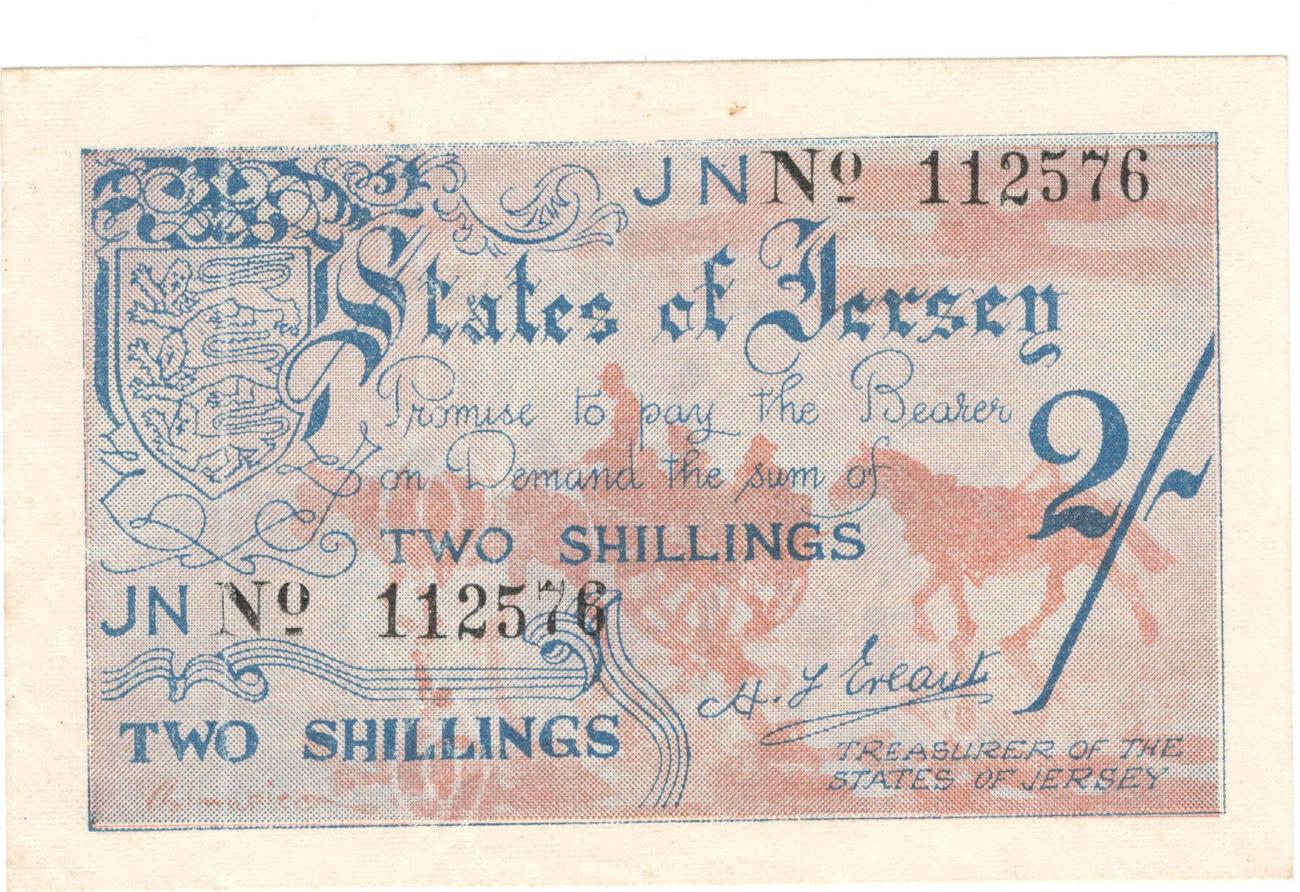 JN Nº 112576
States of Jersey
Promise to pay the Bearer
on Demand the sum of
2/-
TWO SHILLINGS
JN Nº 112576
H. F. Ereaut
TWO SHILLINGS
TREASURER OF THE
STATES OF JERSEY